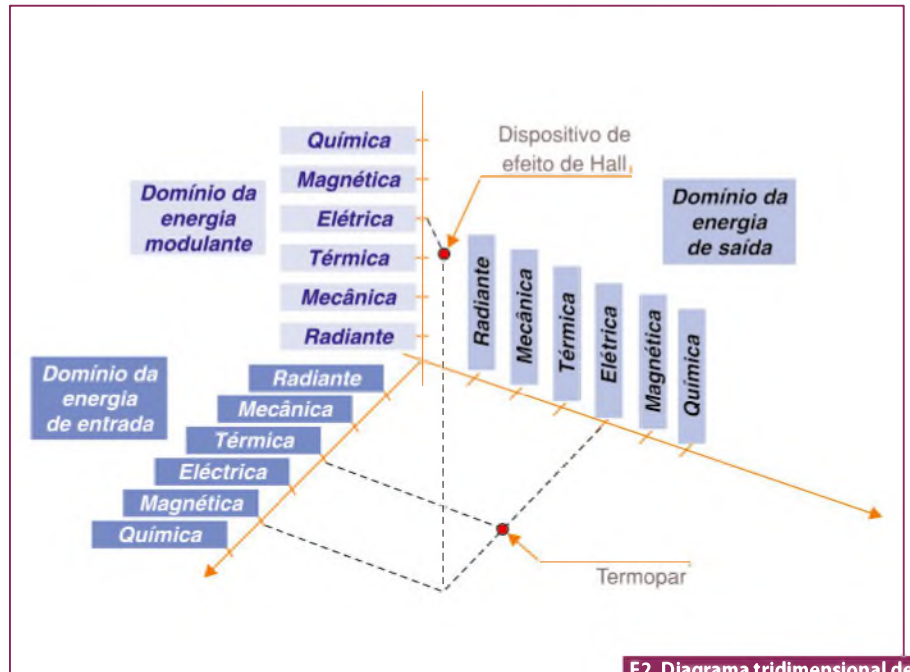 Química
Magnética
Elétrica
Térmica
Mecânica
Radiante
Domínio da
energia
modulante
Dispositivo de
efeito de Hall
Domínio da
energia
de saída
Radiante
Mecânica
Térmica
Elétrica
Magnética
Química
Domínio da
energia
de entrada
Radiante
Mecânica
Térmica
Eléctrica
Magnética
Química
Termopar
F2 Diagrama tridimensional de